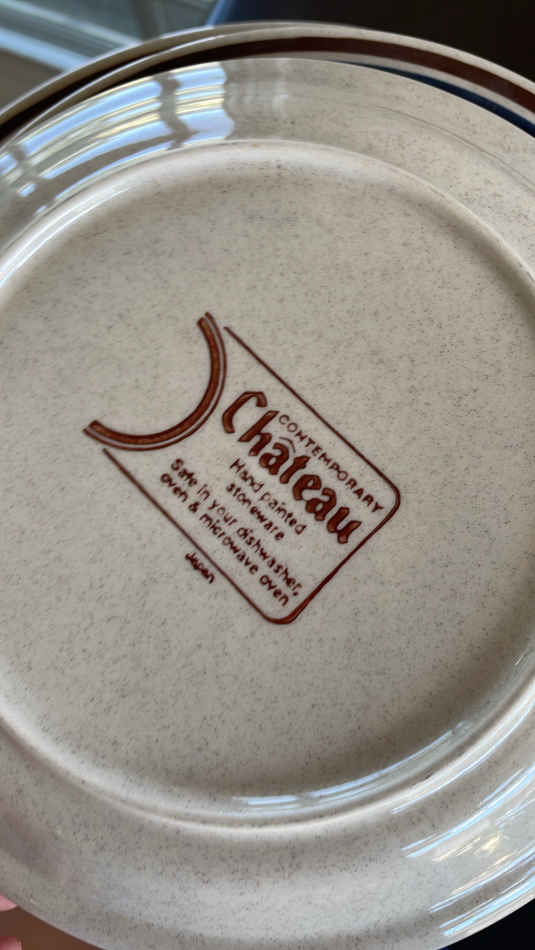 CONTEMPORARY
Château
Hand painted
stoneware
Safe in your dishwasher,
oven & microwave oven
Japan